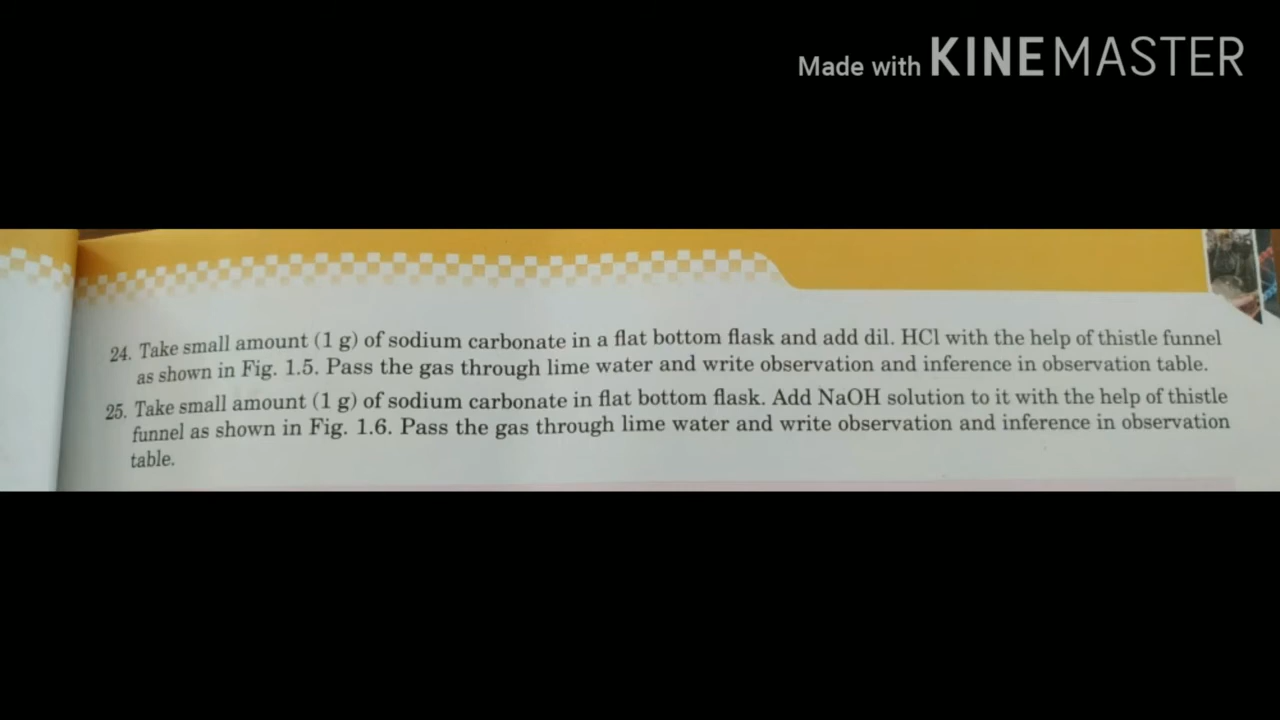 Made with KINEMASTER
24. Take small amount (1 g) of sodium carbonate in a flat bottom flask and add dil. HCl with the help of thistle funnel
as shown in Fig. 1.5. Pass the gas through lime water and write observation and inference in observation table.
25. Take small amount (1 g) of sodium carbonate in flat bottom flask. Add NaOH solution to it with the help of thistle
funnel as shown in Fig. 1.6. Pass the gas through lime water and write observation and inference in observation
table.